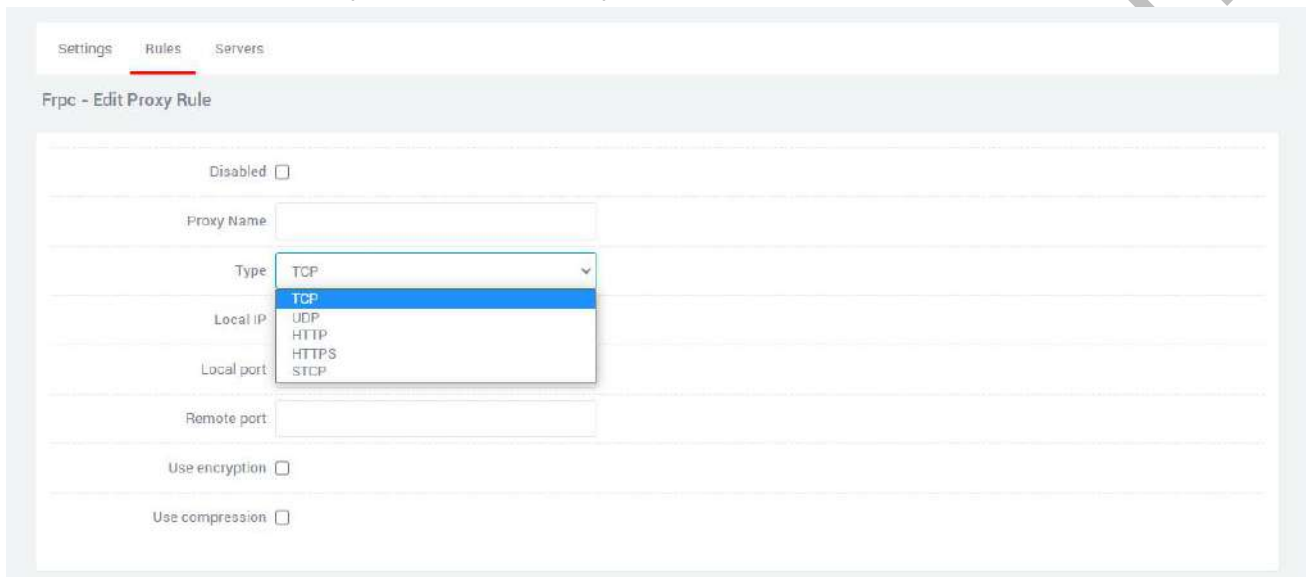 Settings Rules Servers
Frpc - Edit Proxy Rule
Disabled
Proxy Name
Type TCP
TCP
UDP
Local IP
HTTP
HTTPS
Local port
STCP
Remote port
Use encryption
Use compression